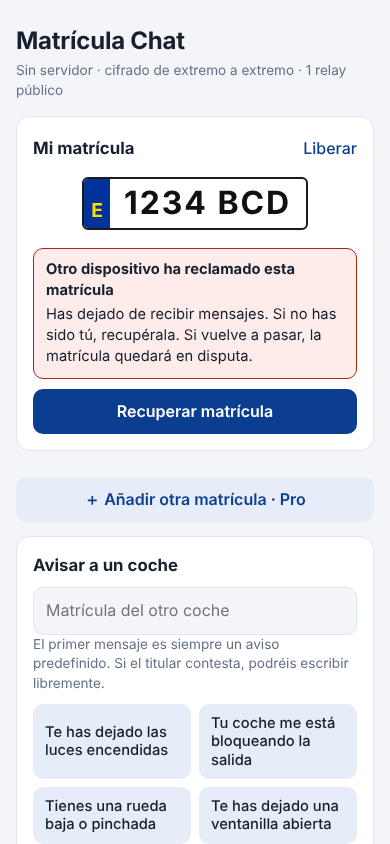 Matrícula Chat
Sin servidor · cifrado de extremo a extremo · 1 relay
público
Mi matrícula
Liberar
E
1234 BCD
Otro dispositivo ha reclamado esta
matrícula
Has dejado de recibir mensajes. Si no has
sido tú, recupérala. Si vuelve a pasar, la
matrícula quedará en disputa.
Recuperar matrícula
+ Añadir otra matrícula · Pro
Avisar a un coche
Matrícula del otro coche
El primer mensaje es siempre un aviso
predefinido. Si el titular contesta, podréis escribir
libremente.
Te has dejado las
luces encendidas
Tu coche me está
bloqueando la
salida
Tienes una rueda
baja o pinchada
Te has dejado una
ventanilla abierta